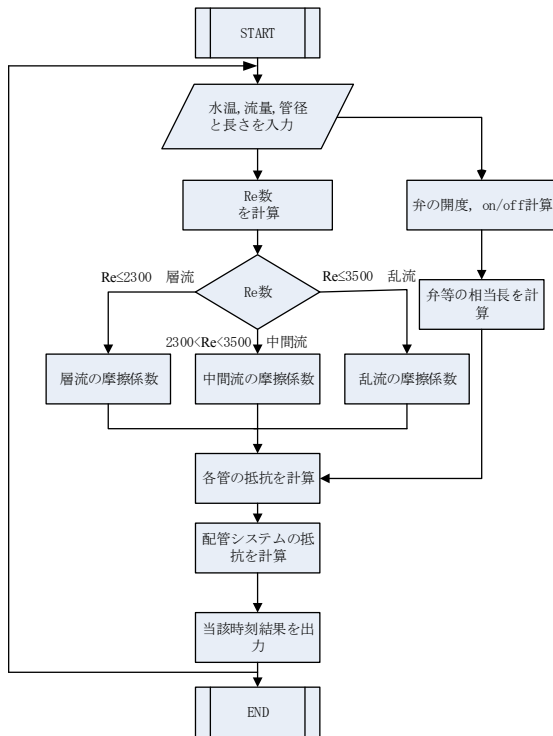 START
水温,流量,管径
と長さを入力
Re数
を計算
弁の開度, on/off計算
Re≤2300 層流
Re数
Re≤3500 乱流
弁等の相当長を計
算
2300<Re<3500 中間流
層流の摩擦係数
中間流の摩擦係数
乱流の摩擦係数
各管の抵抗を計算
配管システムの抵
抗を計算
当該時刻結果を出
力
END